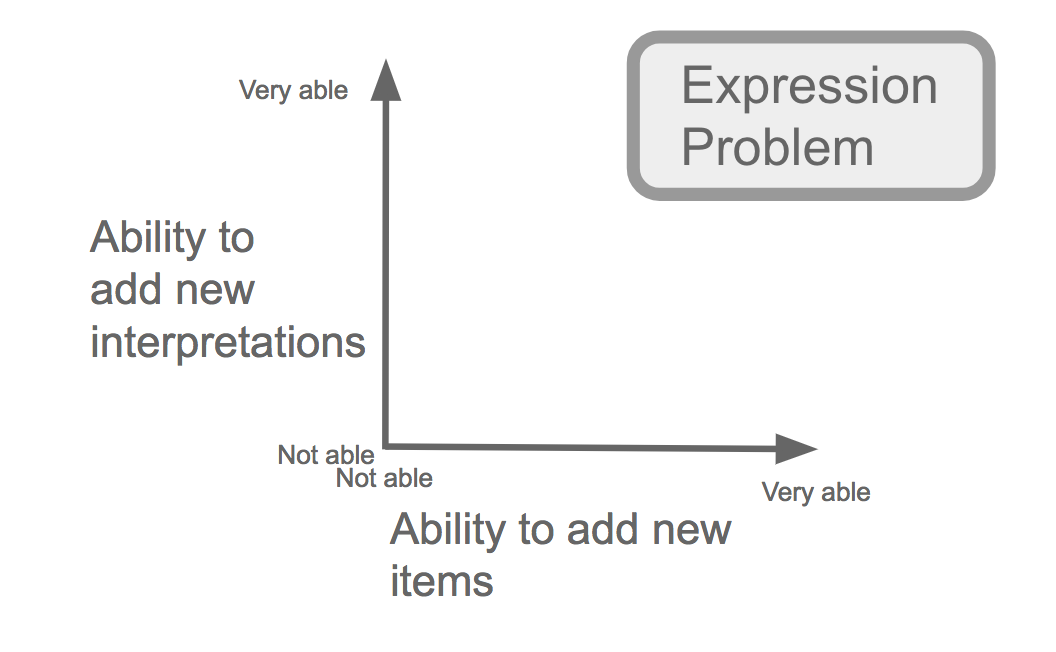 Expression
Problem
Very able
Ability to
add new
interpretations
Not able
Not able
Very able
Ability to add new
items